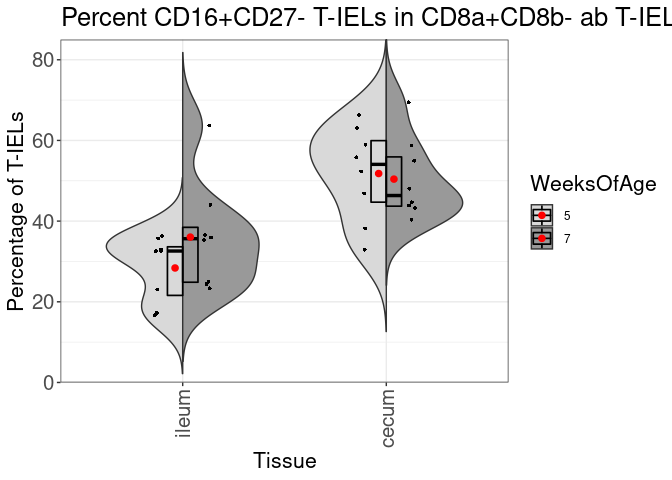 Percent CD16+CD27- T-IELs in CD8a+CD8b- ab T-IEL
Percentage of T-IELs
80
60
40
20
0
ileum
cecum
Tissue
WeeksOfAge
5
7